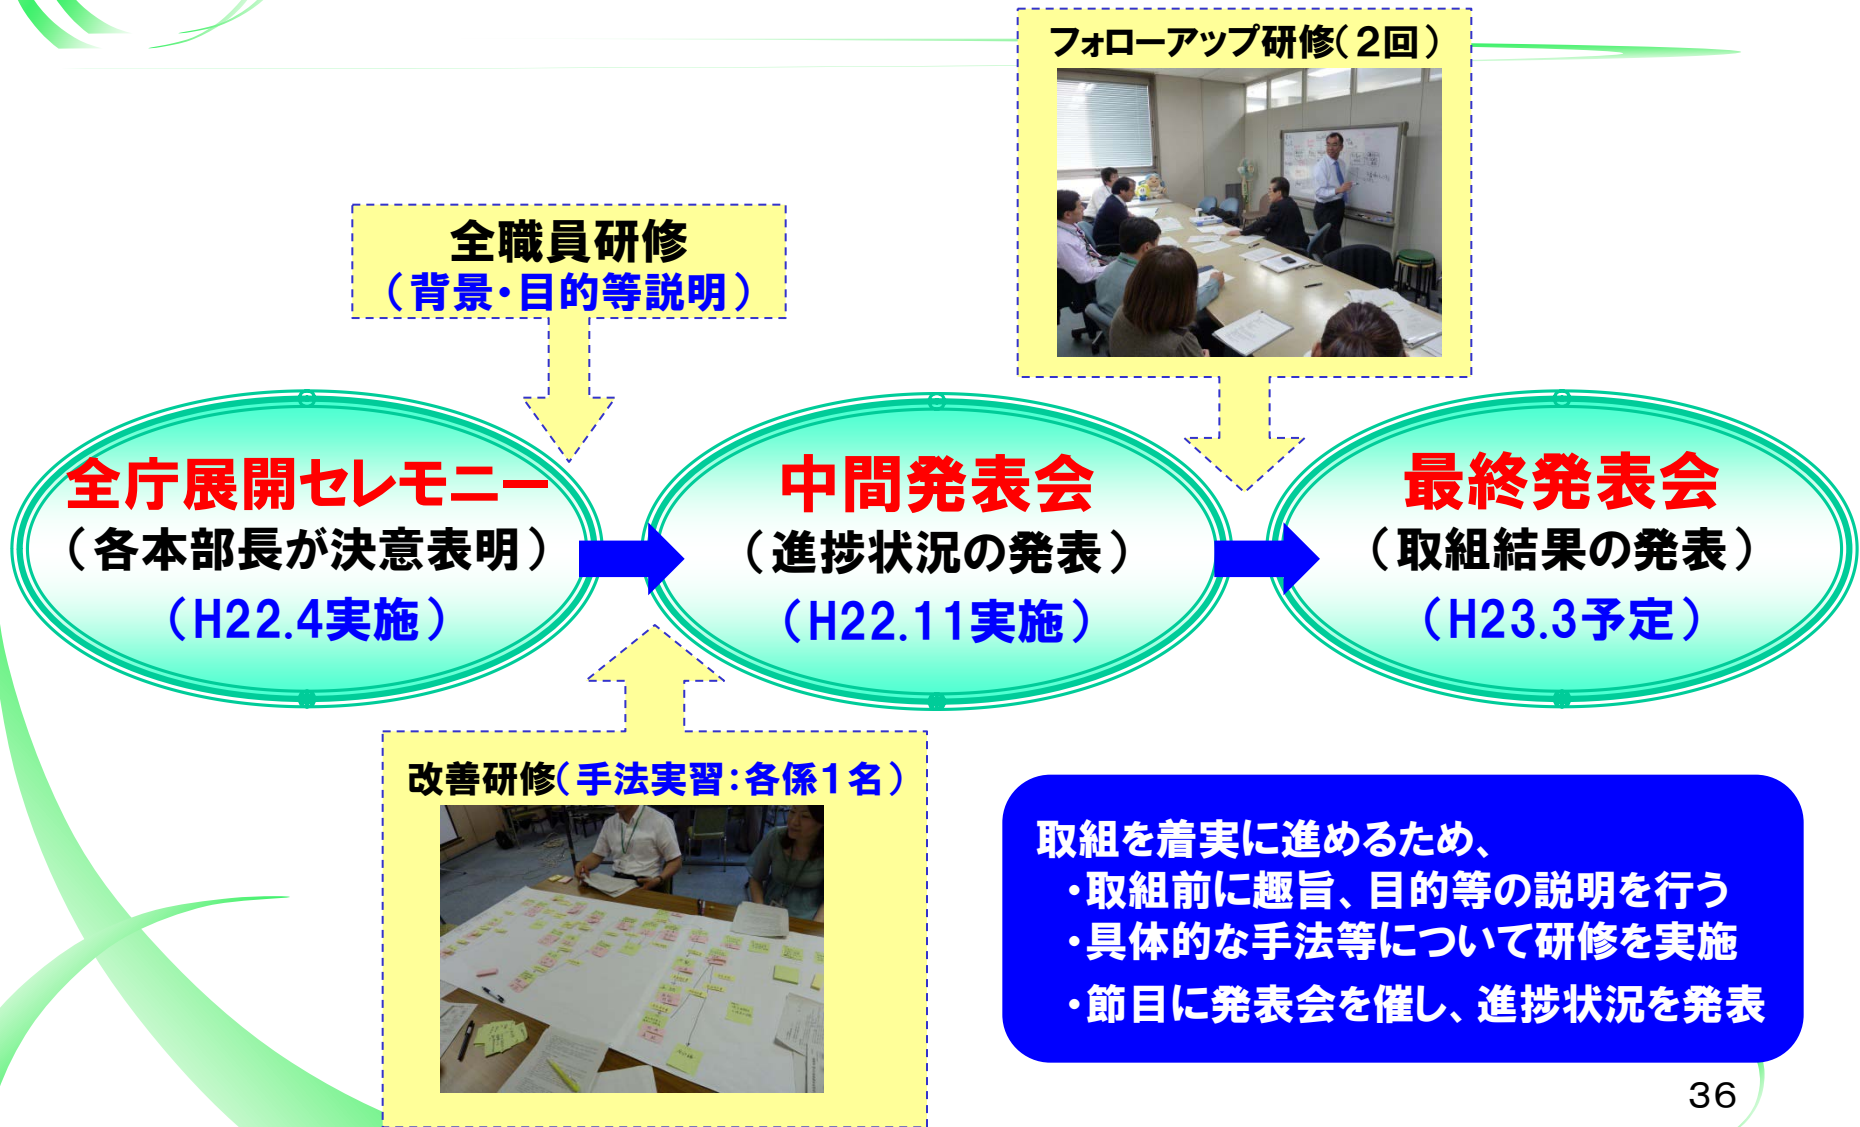 フォローアップ研修(２回)
全職員研修
(背景・目的等説明)
全庁展開セレモニー
(各本部長が決意表明)
(H22.4実施)
中間発表会
(進捗状況の発表)
(H22.11実施)
最終発表会
(取組結果の発表)
(H23.3予定)
改善研修(手法実習:各係１名)
取組を着実に進めるため、
・取組前に趣旨、目的等の説明を行う
・具体的な手法等について研修を実施
・節目に発表会を催し、進捗状況を発表
36